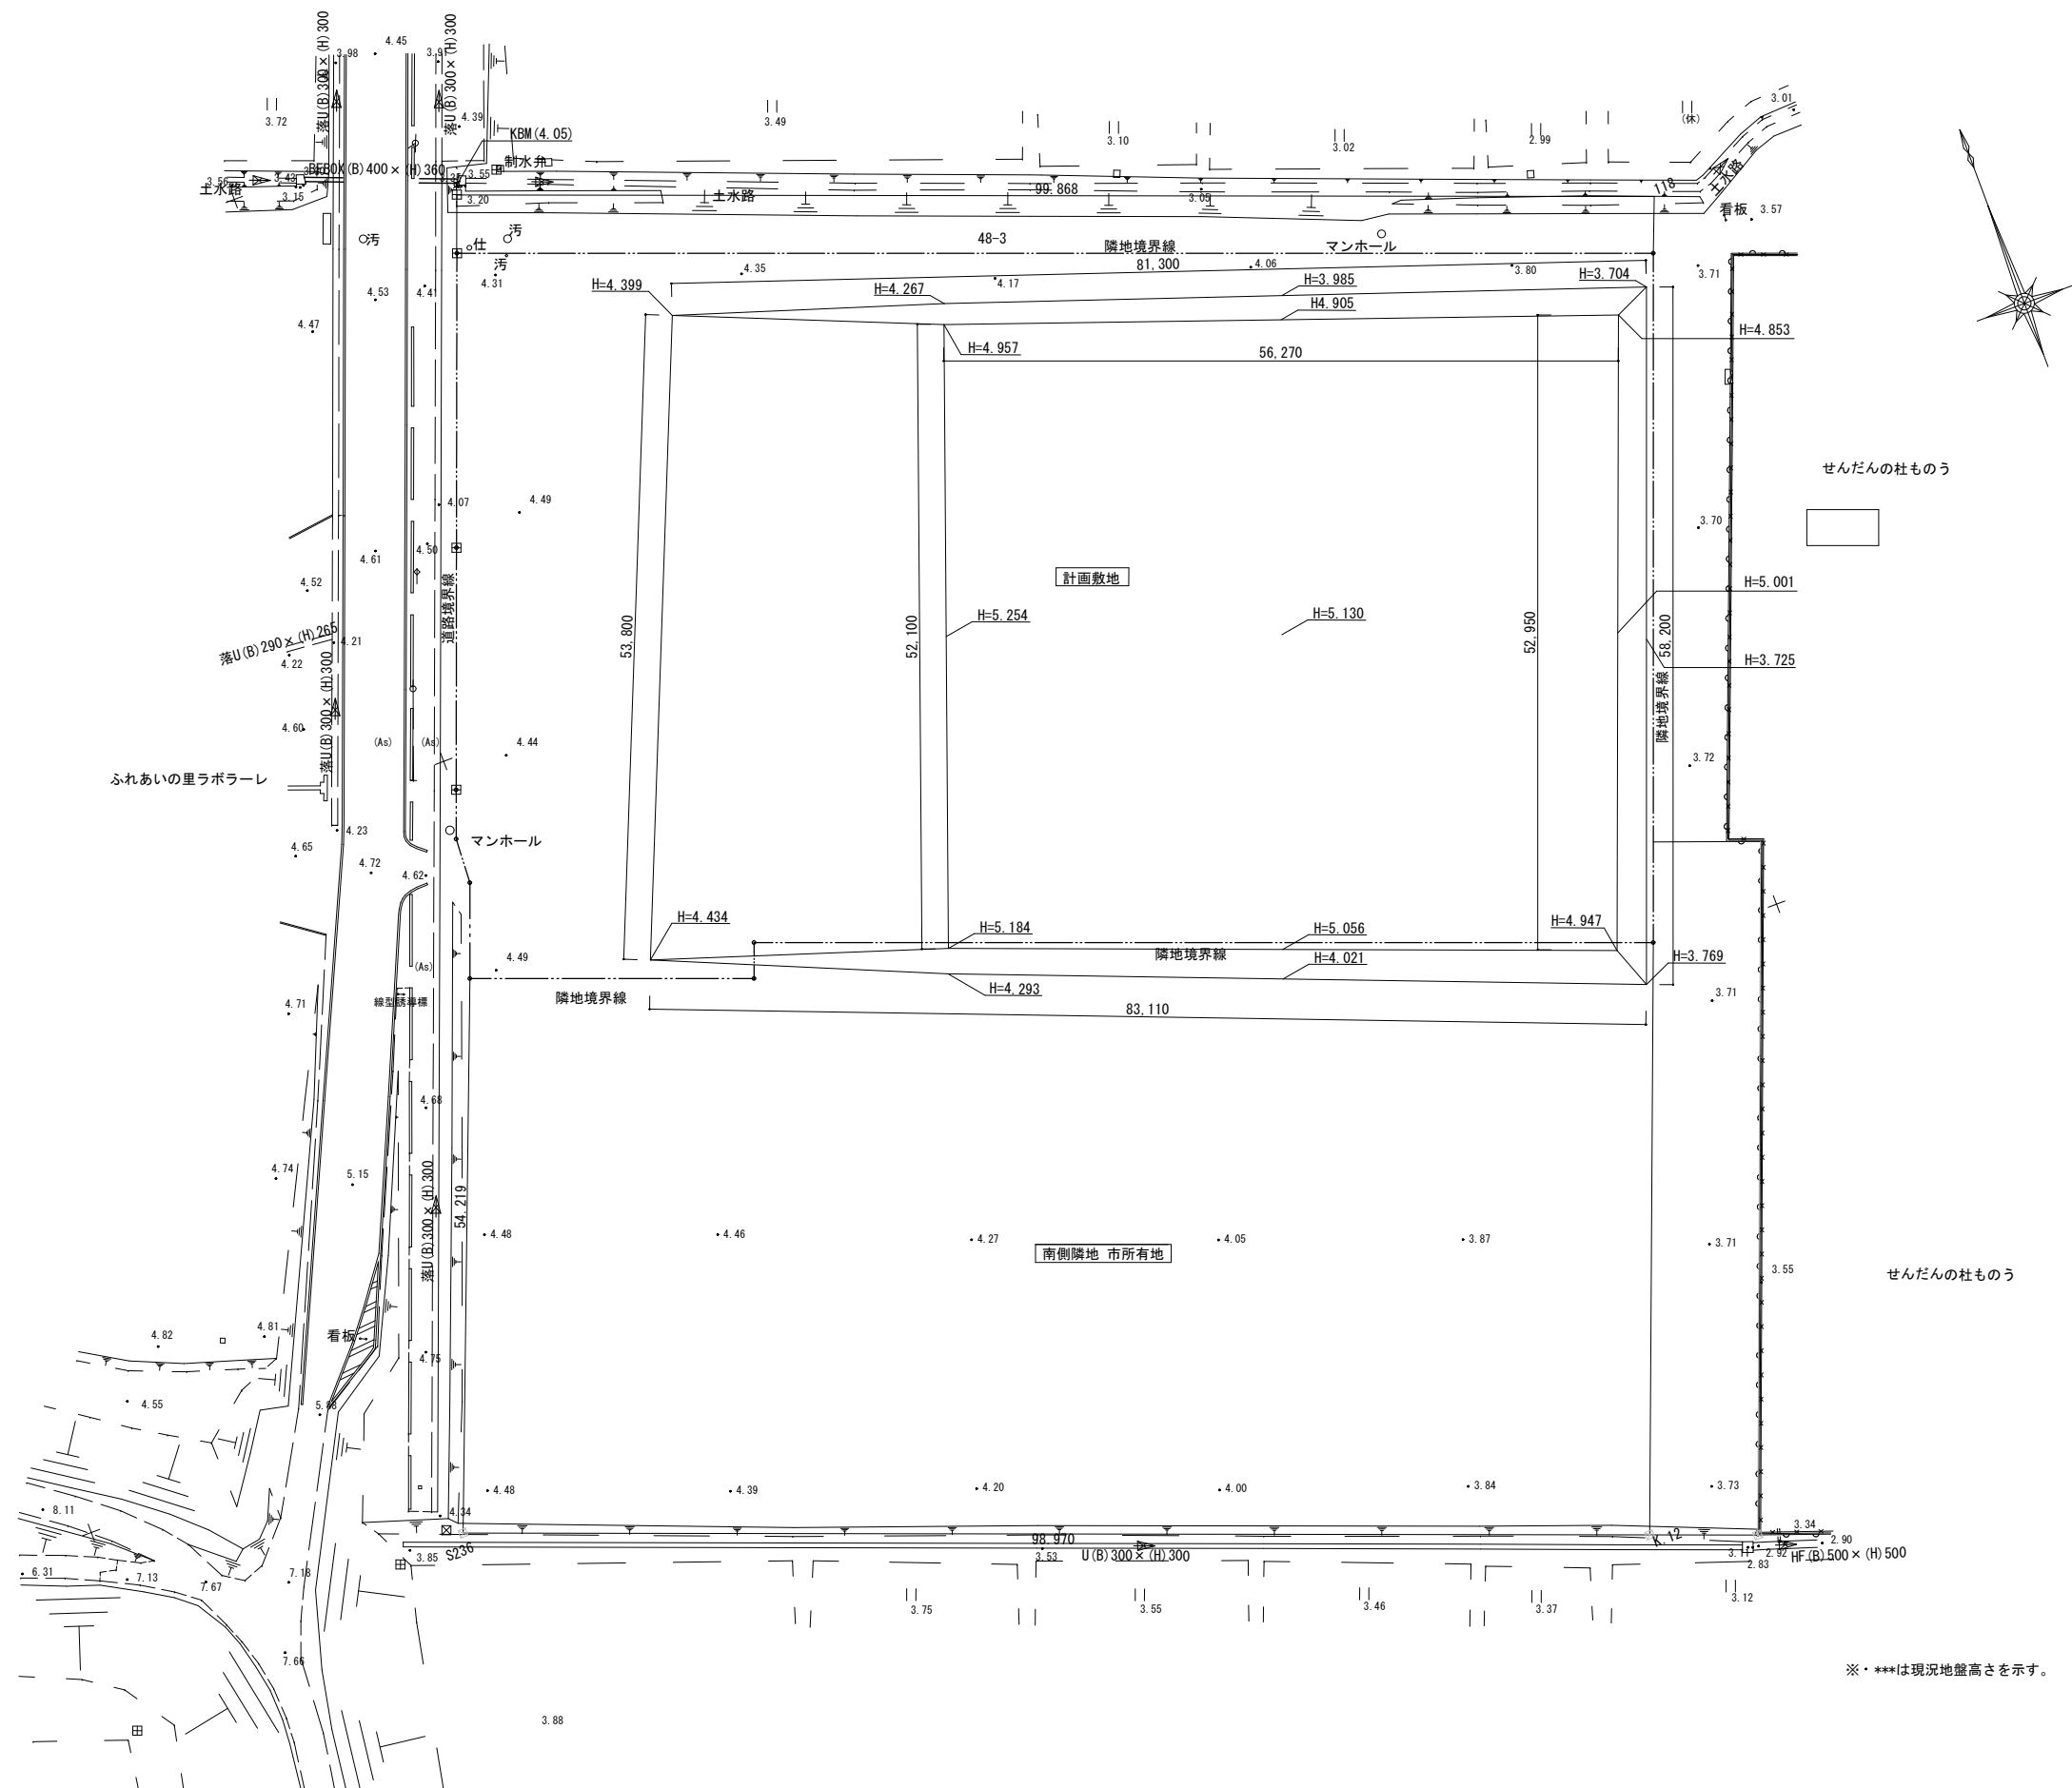 落U(B)300×(H)300
3.98
4.45
3.91
落U(B)300×(H)300
3.72
4.39
KBM(4.05)
3.49
3.10
3.02
2.99
(休)
3.01
制水弁
BFBOX(B)400×(H)360
3.56
3.43
3.15
土水路
3.55
3.20
土水路
99.868
3.05
118
土水路
看板
3.57
汚
仕
汚
汚
48-3
隣地境界線
マンホール
4.53
4.41
4.31
4.47
4.35
81,300
4.17
4.06
3.80
3.71
H=4.399
H=4.267
H=3.985
H=3.704
H4.905
H=4.853
H=4.957
56,270
せんだんの杜ものう
4.07
4.49
3.70
4.61
4.50
4.52
道路境界線
計画敷地
H=5.001
落U(B)290×(H)265
4.21
4.22
落U(B)300×(H)300
53,800
52,100
H=5.254
H=5.130
52,950
58,200
H=3.725
隣地境界線
4.60
(As)
(As)
4.44
3.72
ふれあいの里ラボラーレ
4.23
4.65
4.72
4.62
マンホール
H=4.434
H=5.184
H=5.056
H=4.947
(As)
4.49
隣地境界線
H=4.021
H=3.769
H=4.293
4.71
線型誘導標
隣地境界線
3.71
83,110
4.68
4.74
5.15
落U(B)300×(H)300
54.219
4.48
4.46
4.27
4.05
3.87
3.71
南側隣地 市所有地
3.55
せんだんの杜ものう
4.82
4.81
看板
4.75
4.55
5.88
4.48
4.39
4.20
4.00
3.84
3.73
8.11
4.34
3.34
3.85
S236
98.970
3.53
U(B)300×(H)300
K.12
2.92
2.90
2.83
HF(B)500×(H)500
6.31
7.13
7.67
7.18
3.75
3.55
3.46
3.37
3.12
7.66
※・***は現況地盤高さを示す。
3.88